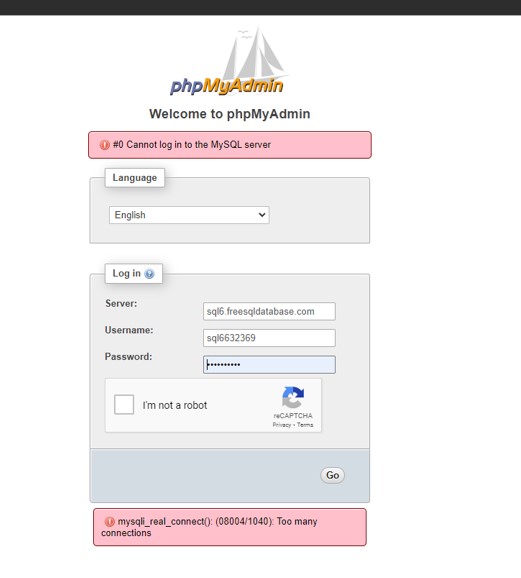 phpMyAdmin
Welcome to phpMyAdmin
#0 Cannot log in to the MySQL server
Language
English
Log in
Server:
sql6.freesqldatabase.com
Username:
sql6632369
Password:
••••••••••
I'm not a robot
reCAPTCHA
Privacy - Terms
Go
mysqli_real_connect(): (08004/1040): Too many
connections